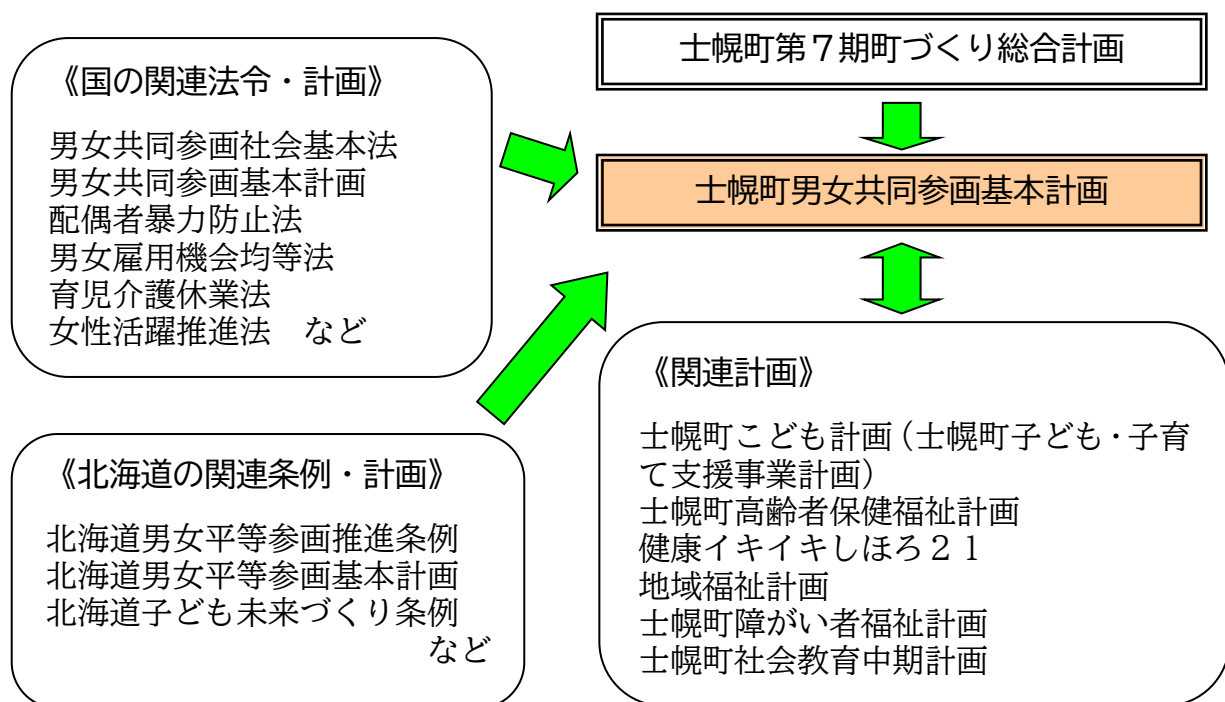 士幌町第７期町づくり総合計画
士幌町男女共同参画基本計画
《国の関連法令・計画》
男女共同参画社会基本法
男女共同参画基本計画
配偶者暴力防止法
男女雇用機会均等法
育児介護休業法
女性活躍推進法　など
《北海道の関連条例・計画》
北海道男女平等参画推進条例
北海道男女平等参画基本計画
北海道子ども未来づくり条例
など
《関連計画》
士幌町こども計画（士幌町子ども・子育
て支援事業計画）
士幌町高齢者保健福祉計画
健康イキイキしほろ２１
地域福祉計画
士幌町障がい者福祉計画
士幌町社会教育中期計画